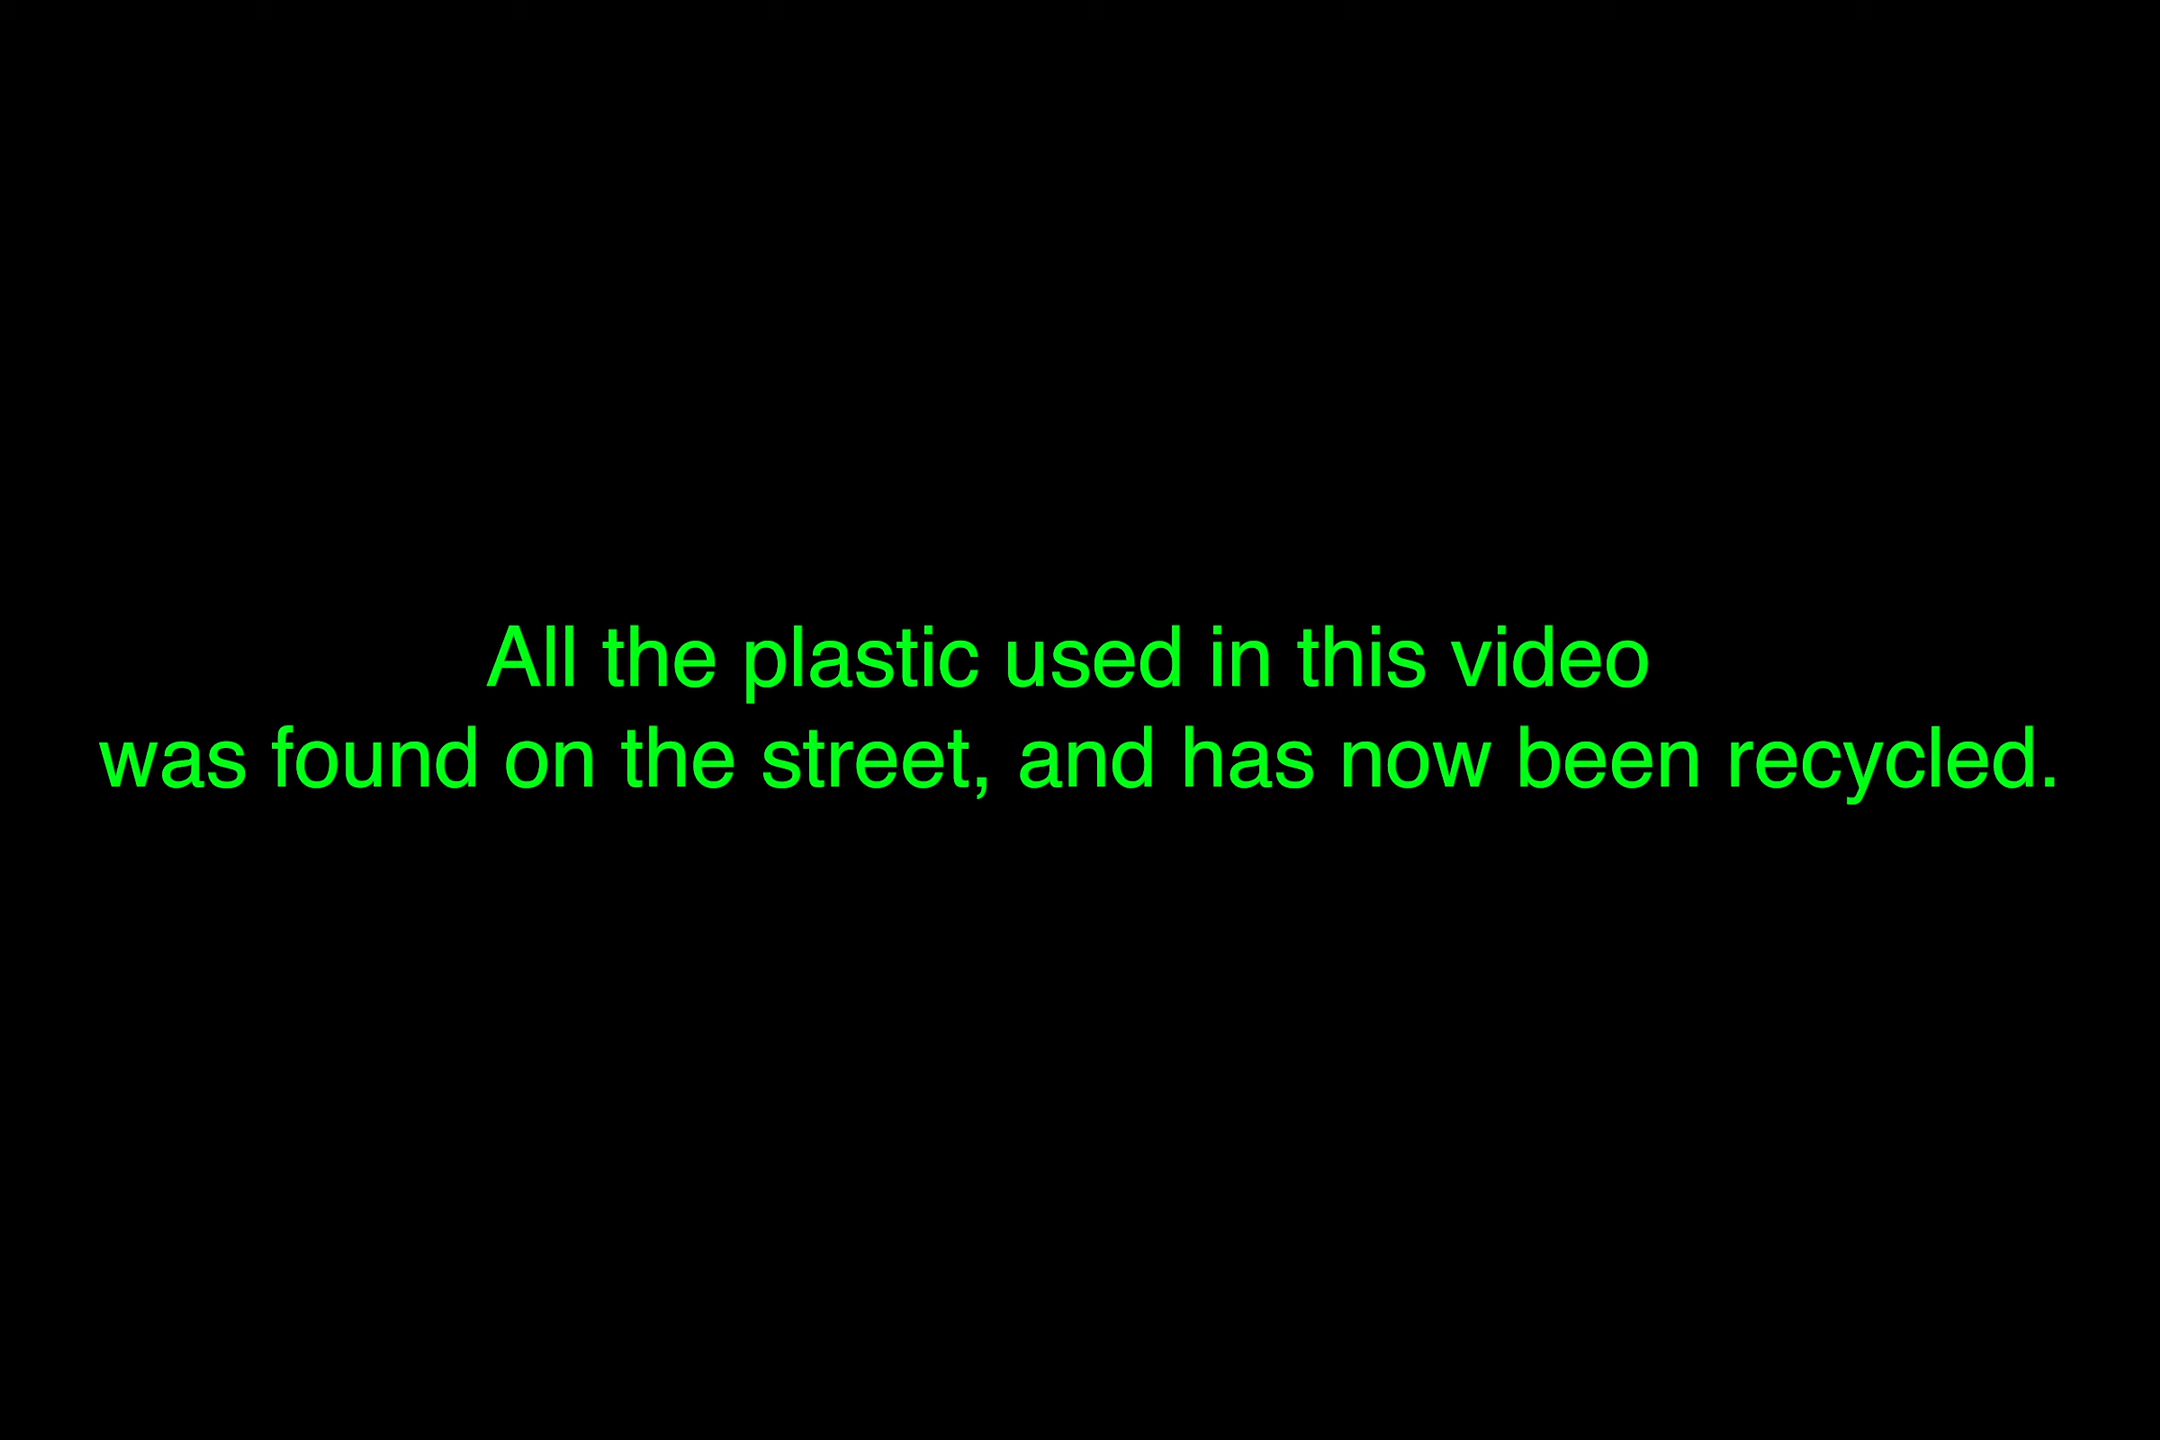 All the plastic used in this video
was found on the street, and has now been recycled.